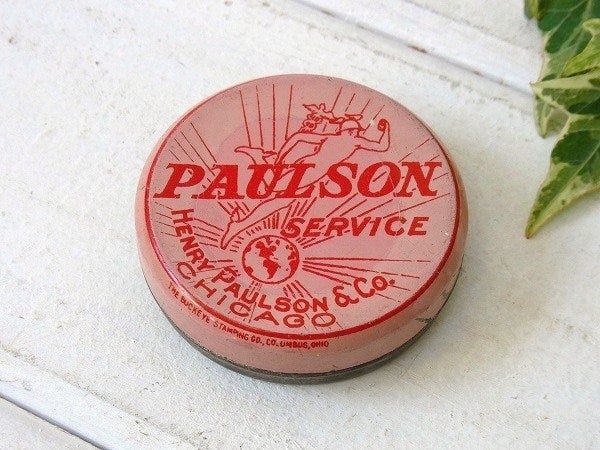 PAULSON
SERVICE
HENRY PAULSON & CO.
CHICAGO
THE BUCKEYE STAMPING CO., COLUMBUS, OHIO